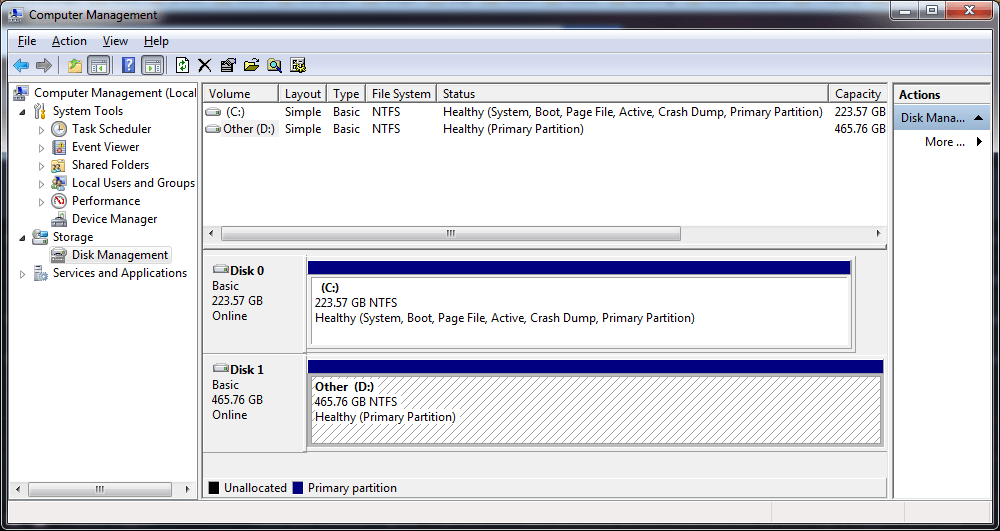 Computer Management
File Action View Help
Computer Management (Local
System Tools
Task Scheduler
Event Viewer
Shared Folders
Local Users and Groups
Performance
Device Manager
Storage
Disk Management
Services and Applications
Volume Layout Type File System Status Capacity
(C:) Simple Basic NTFS Healthy (System, Boot, Page File, Active, Crash Dump, Primary Partition) 223.57 GB
Other (D:) Simple Basic NTFS Healthy (Primary Partition) 465.76 GB
Disk 0
Basic
223.57 GB
Online
(C:)
223.57 GB NTFS
Healthy (System, Boot, Page File, Active, Crash Dump, Primary Partition)
Disk 1
Basic
465.76 GB
Online
Other (D:)
465.76 GB NTFS
Healthy (Primary Partition)
Unallocated Primary partition
Actions
Disk Mana...
More ...